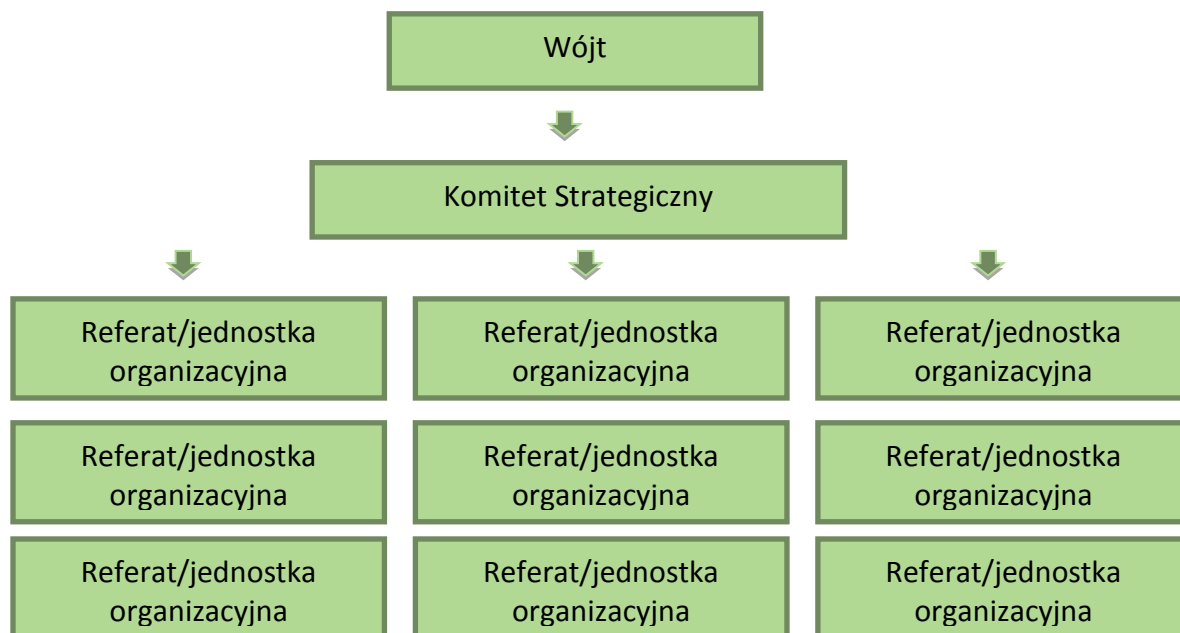 Wójt
Komitet Strategiczny
Referat/jednostka
organizacyjna
Referat/jednostka
organizacyjna
Referat/jednostka
organizacyjna
Referat/jednostka
organizacyjna
Referat/jednostka
organizacyjna
Referat/jednostka
organizacyjna
Referat/jednostka
organizacyjna
Referat/jednostka
organizacyjna
Referat/jednostka
organizacyjna